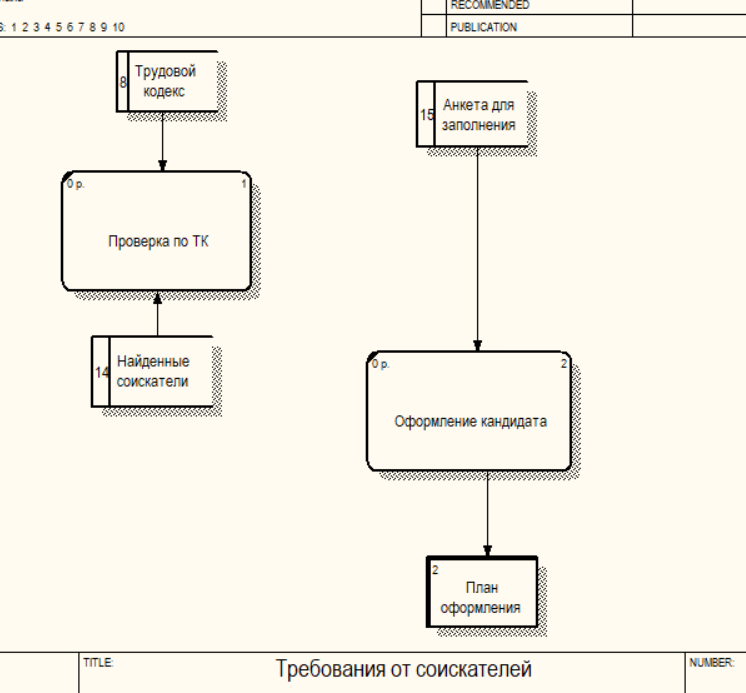 RECOMMENDED
S: 1 2 3 4 5 6 7 8 9 10
PUBLICATION
8
Трудовой
кодекс
15
Анкета для
заполнения
0 р.
1
Проверка по ТК
14
Найденные
соискатели
0 р.
2
Оформление кандидата
2
План
оформления
TITLE:
Требования от соискателей
NUMBER: